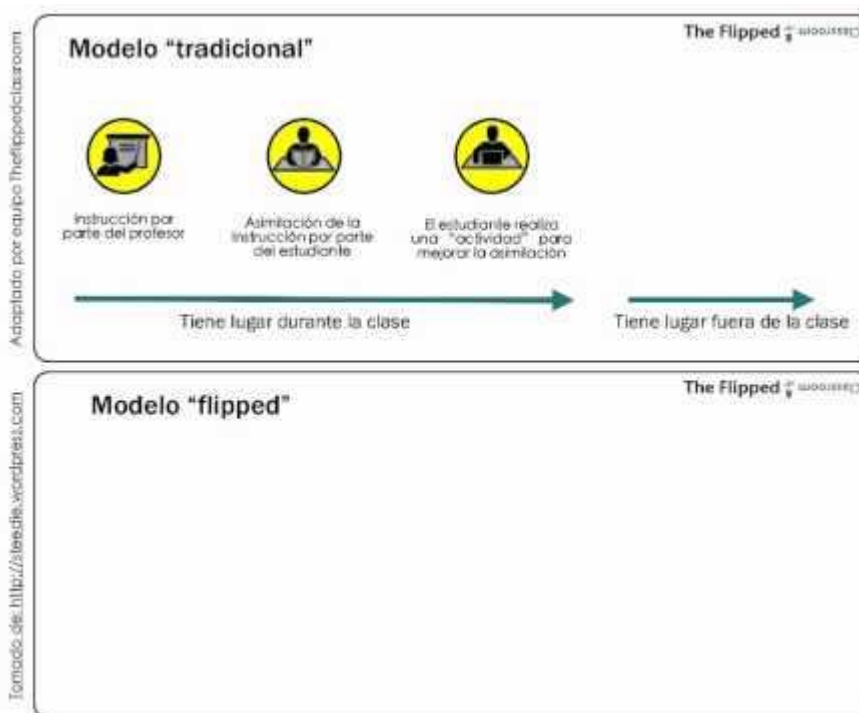 Modelo “tradicional”
The Flipped Classroom
Instrucción por
parte del profesor
Asimilación de la
instrucción por parte
del estudiante
El estudiante realiza
una “actividad” para
mejorar la asimilación
Tiene lugar durante la clase
Tiene lugar fuera de la clase
Adaptado por equipo Theflippedclassroom
Modelo “flipped”
The Flipped Classroom
Tomado de: http://steedie.wordpress.com